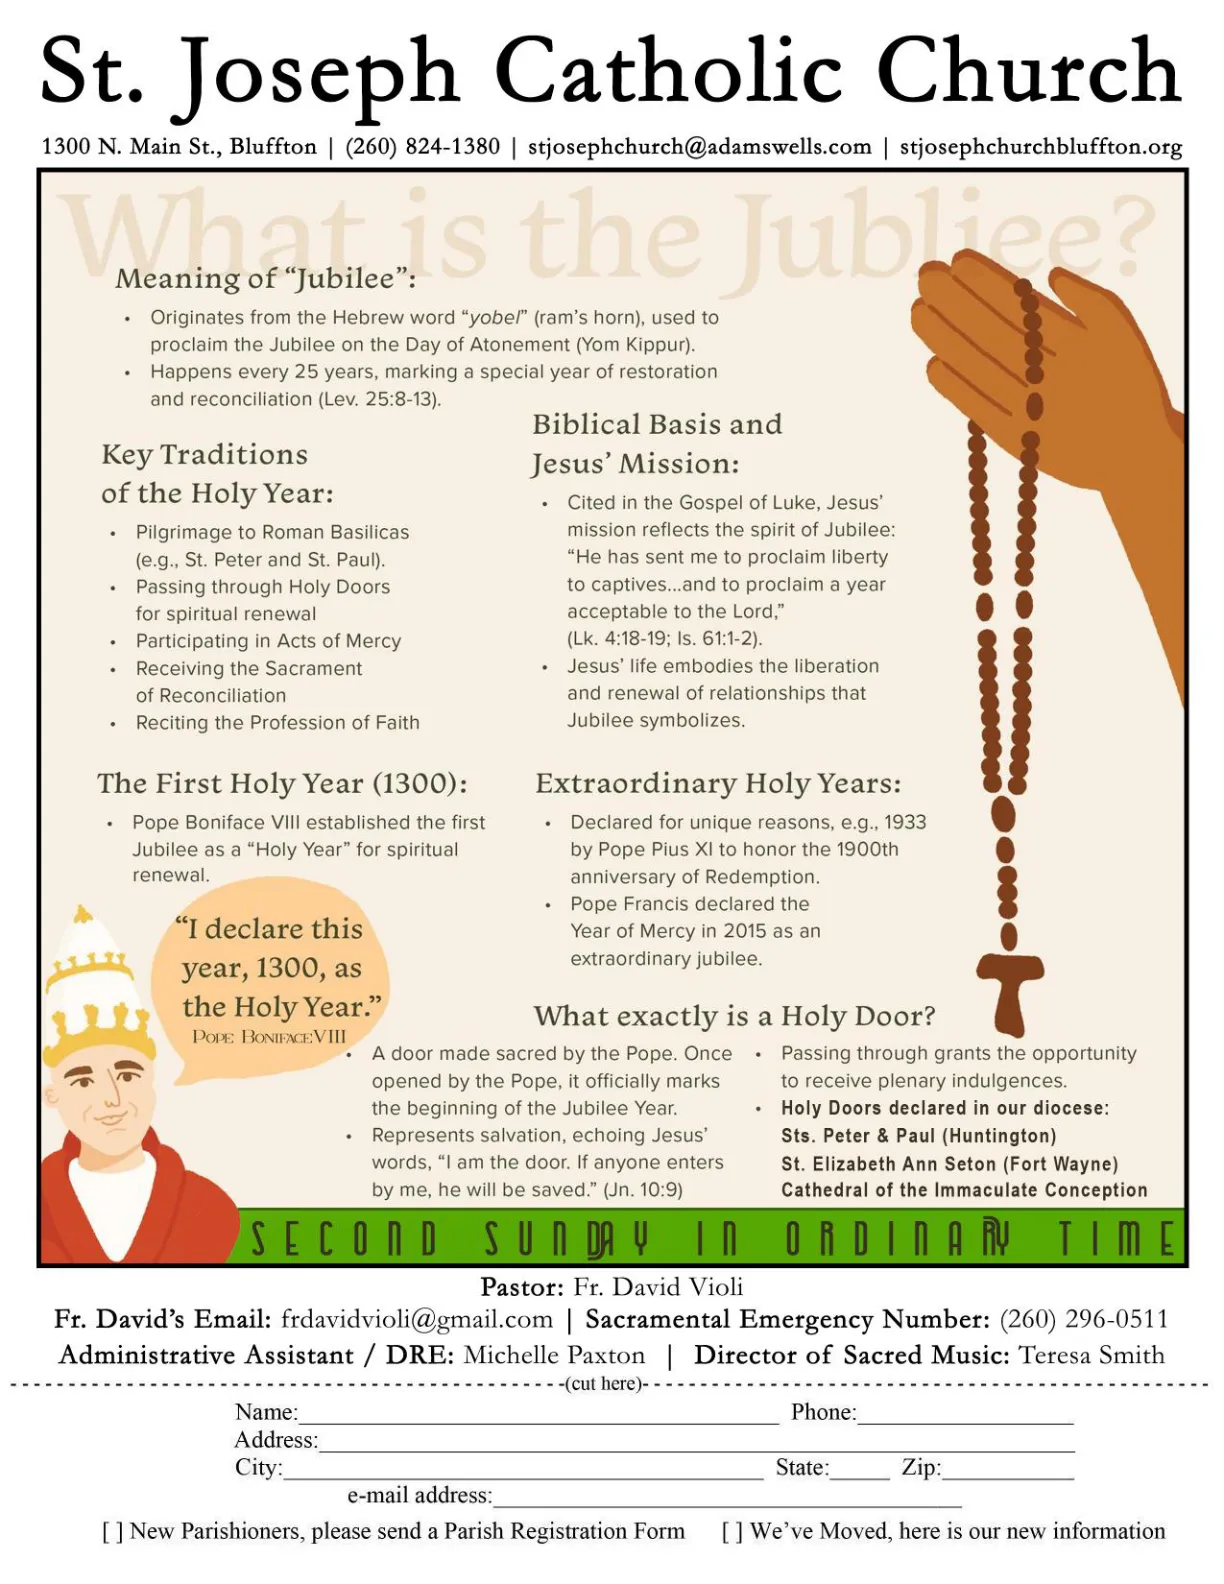 St. Joseph Catholic Church
1300 N. Main St., Bluffton | (260) 824-1380 | stjosephchurch@adamswells.com | stjosephchurchbluffton.org
What is the Jubliee?
Meaning of “Jubilee”:
• Originates from the Hebrew word “yobel” (ram’s horn), used to
proclaim the Jubilee on the Day of Atonement (Yom Kippur).
• Happens every 25 years, marking a special year of restoration
and reconciliation (Lev. 25:8-13).
Key Traditions
of the Holy Year:
• Pilgrimage to Roman Basilicas
(e.g., St. Peter and St. Paul).
• Passing through Holy Doors
for spiritual renewal
• Participating in Acts of Mercy
• Receiving the Sacrament
of Reconciliation
• Reciting the Profession of Faith
Biblical Basis and
Jesus’ Mission:
• Cited in the Gospel of Luke, Jesus’
mission reflects the spirit of Jubilee:
“He has sent me to proclaim liberty
to captives...and to proclaim a year
acceptable to the Lord,”
(Lk. 4:18-19; Is. 61:1-2).
• Jesus’ life embodies the liberation
and renewal of relationships that
Jubilee symbolizes.
The First Holy Year (1300):
• Pope Boniface VIII established the first
Jubilee as a “Holy Year” for spiritual
renewal.
“I declare this
year, 1300, as
the Holy Year.”
Pope Boniface VIII
Extraordinary Holy Years:
• Declared for unique reasons, e.g., 1933
by Pope Pius XI to honor the 1900th
anniversary of Redemption.
• Pope Francis declared the
Year of Mercy in 2015 as an
extraordinary jubilee.
What exactly is a Holy Door?
• A door made sacred by the Pope. Once
opened by the Pope, it officially marks
the beginning of the Jubilee Year.
• Represents salvation, echoing Jesus’
words, “I am the door. If anyone enters
by me, he will be saved.” (Jn. 10:9)
• Passing through grants the opportunity
to receive plenary indulgences.
• Holy Doors declared in our diocese:
Sts. Peter & Paul (Huntington)
St. Elizabeth Ann Seton (Fort Wayne)
Cathedral of the Immaculate Conception
SECOND SUNDAY IN ORDINARY TIME
Pastor: Fr. David Violi
Fr. David’s Email: frdavidvioli@gmail.com | Sacramental Emergency Number: (260) 296-0511
Administrative Assistant / DRE: Michelle Paxton | Director of Sacred Music: Teresa Smith
(cut here)
Name: Phone:
Address:
City: State: Zip:
e-mail address:
[ ] New Parishioners, please send a Parish Registration Form [ ] We’ve Moved, here is our new information